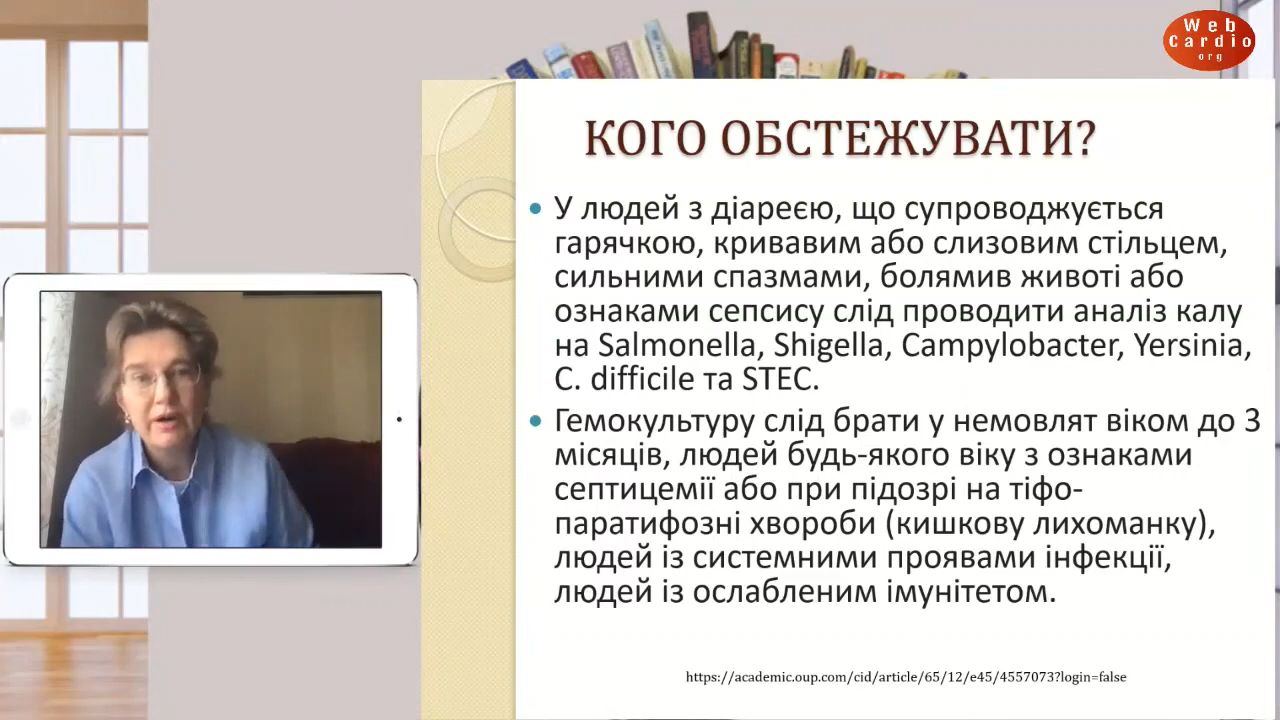 Web
Cardio
org
КОГО ОБСТЕЖУВАТИ?
• У людей з діареєю, що супроводжується
гарячкою, кривавим або слизовим стільцем,
сильними спазмами, болямив животі або
ознаками сепсису слід проводити аналіз калу
на Salmonella, Shigella, Campylobacter, Yersinia,
C. difficile та STEC.
• Гемокультуру слід брати у немовлят віком до 3
місяців, людей будь-якого віку з ознаками
септицемії або при підозрі на тіфо-
паратифозні хвороби (кишкову лихоманку),
людей із системними проявами інфекції,
людей із ослабленим імунітетом.
https://academic.oup.com/cid/article/65/12/e45/4557073?login=false